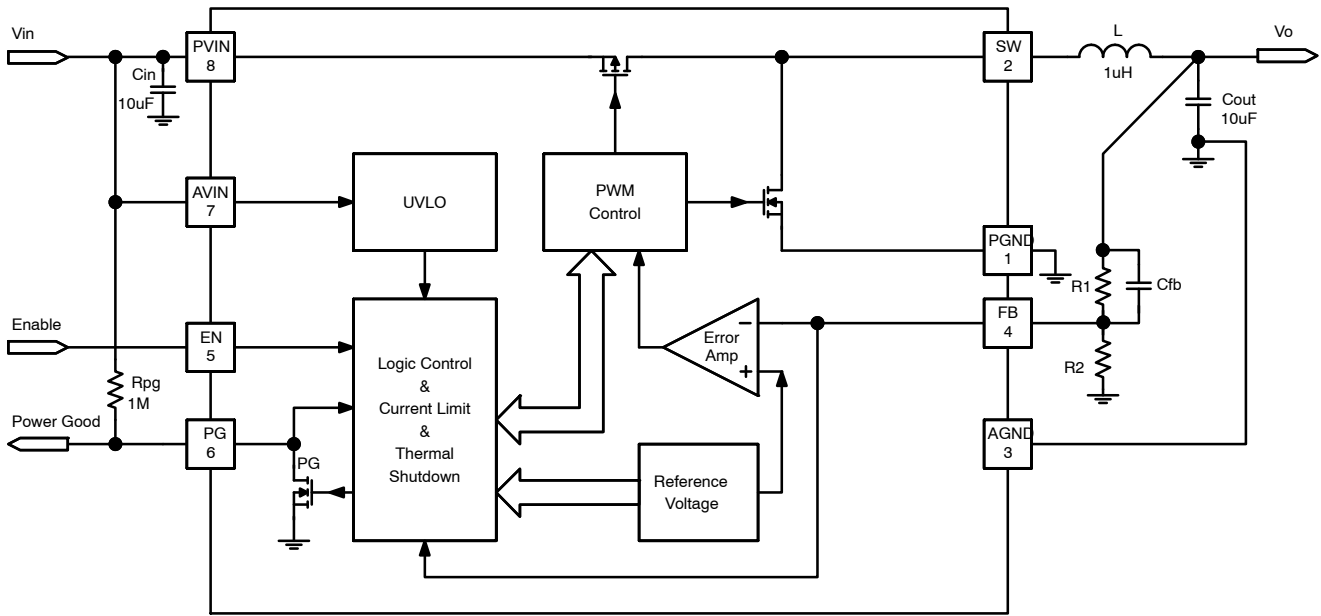 Vin
PVIN
8
Cin
10uF
SW
2
L
1uH
Vo
Cout
10uF
AVIN
7
UVLO
PWM
Control
PGND
1
R1
Cfb
Enable
EN
5
FB
4
Error
Amp
−
+
R2
Rpg
1M
Logic Control
&
Current Limit
&
Thermal
Shutdown
Power Good
PG
6
PG
Reference
Voltage
AGND
3